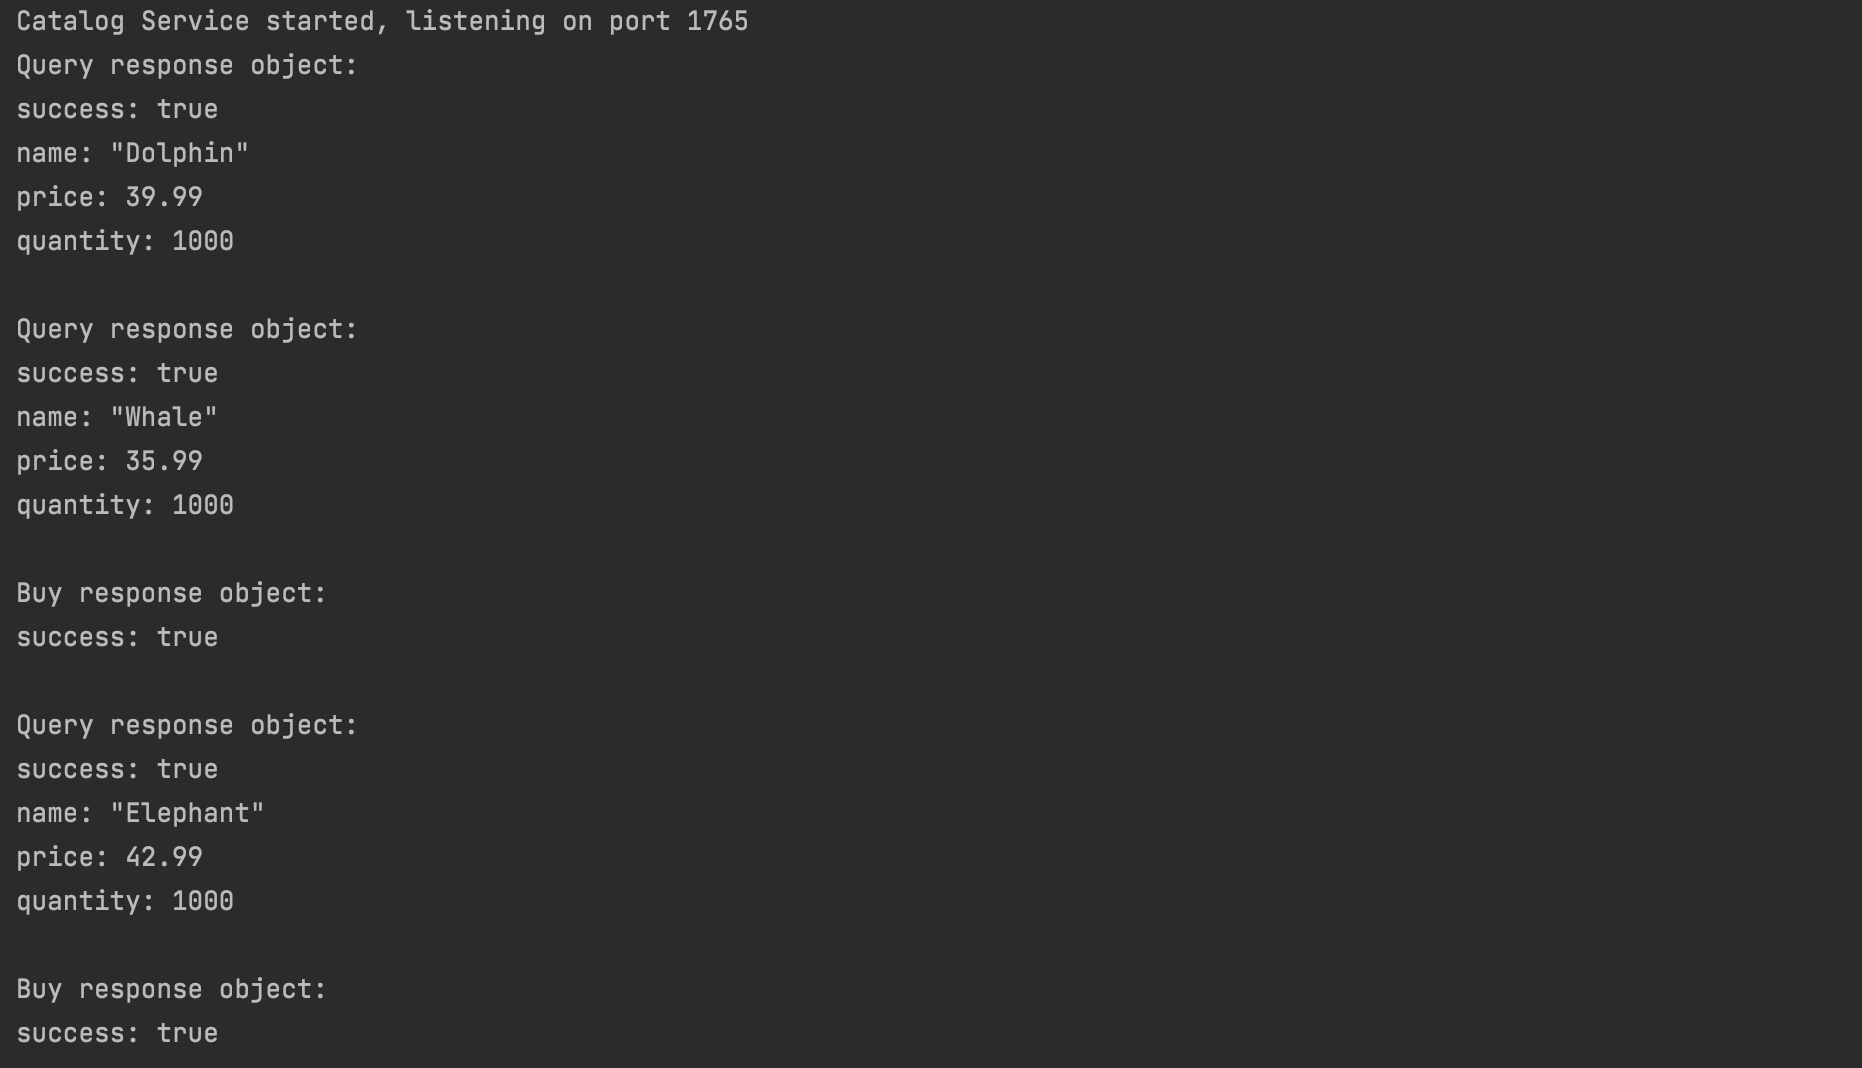 Catalog Service started, listening on port 1765
Query response object:
success: true
name: "Dolphin"
price: 39.99
quantity: 1000
Query response object:
success: true
name: "Whale"
price: 35.99
quantity: 1000
Buy response object:
success: true
Query response object:
success: true
name: "Elephant"
price: 42.99
quantity: 1000
Buy response object:
success: true